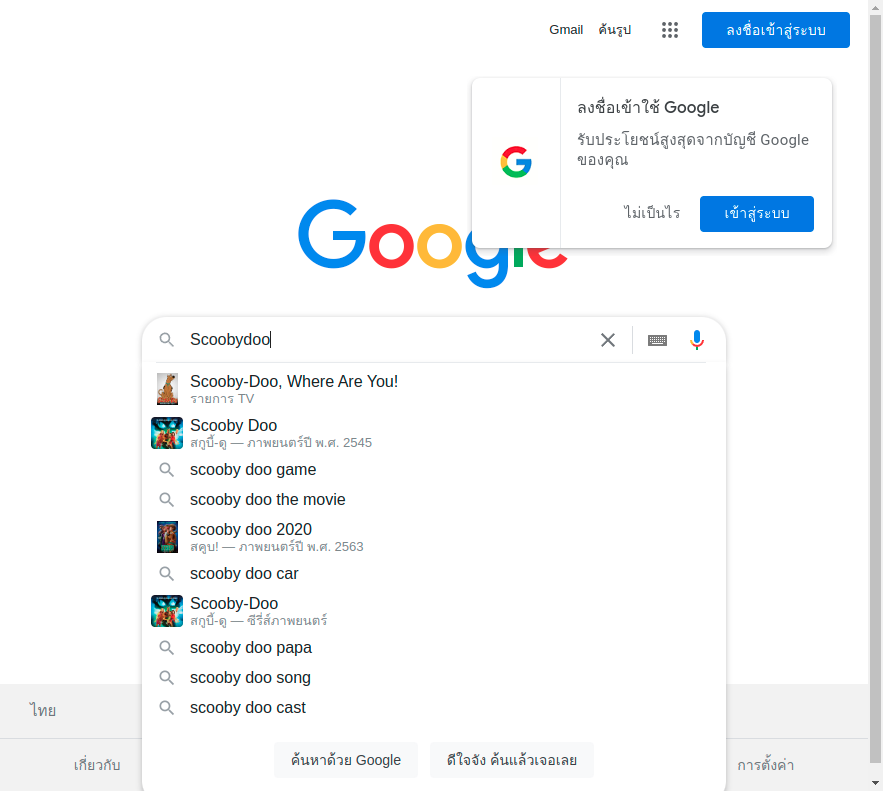 Gmail ค้นรูป ลงชื่อเข้าสู่ระบบ
ลงชื่อเข้าใช้ Google
รับประโยชน์สูงสุดจากบัญชี Google
ของคุณ
ไม่เป็นไร เข้าสู่ระบบ
Google
Scoobydoo
Scooby-Doo, Where Are You!
รายการ TV
Scooby Doo
สกูบี้-ดู — ภาพยนตร์ปี พ.ศ. 2545
scooby doo game
scooby doo the movie
scooby doo 2020
สคูบ! — ภาพยนตร์ปี พ.ศ. 2563
scooby doo car
Scooby-Doo
สกูบี้-ดู — ซีรี่ส์ภาพยนตร์
scooby doo papa
scooby doo song
scooby doo cast
ไทย
ค้นหาด้วย Google ดีใจจัง ค้นแล้วเจอเลย
เกี่ยวกับ การตั้งค่า